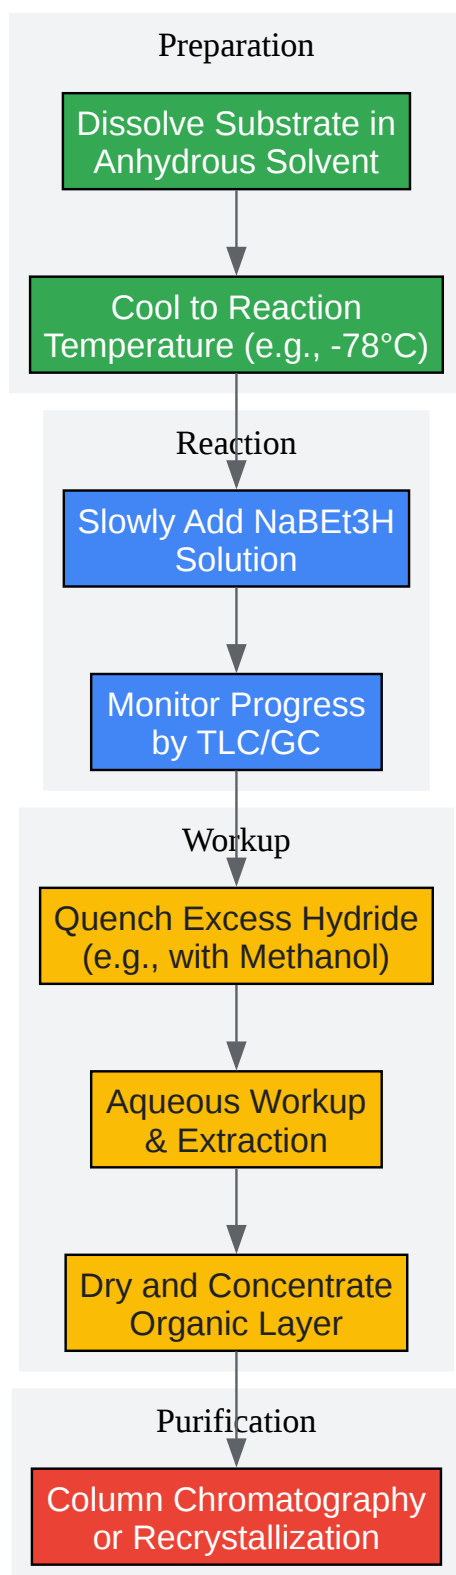 Preparation
Dissolve Substrate in
Anhydrous Solvent
Cool to Reaction
Temperature (e.g., -78°C)
Reaction
Slowly Add NaBEt3H
Solution
Monitor Progress
by TLC/GC
Workup
Quench Excess Hydride
(e.g., with Methanol)
Aqueous Workup
& Extraction
Dry and Concentrate
Organic Layer
Purification
Column Chromatography
or Recrystallization